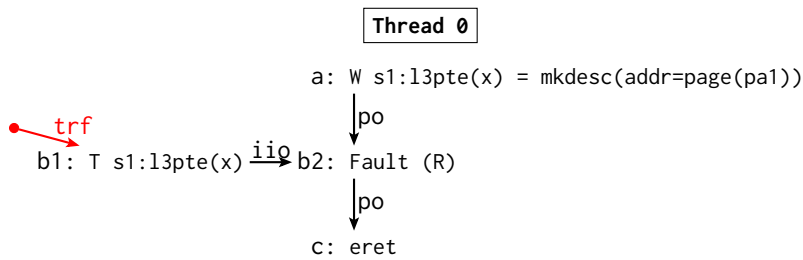 Thread 0
a: W s1:l3pte(x) = mkdesc(addr=page(pa1))
po
trf
b1: T s1:l3pte(x) iio b2: Fault (R)
po
c: eret